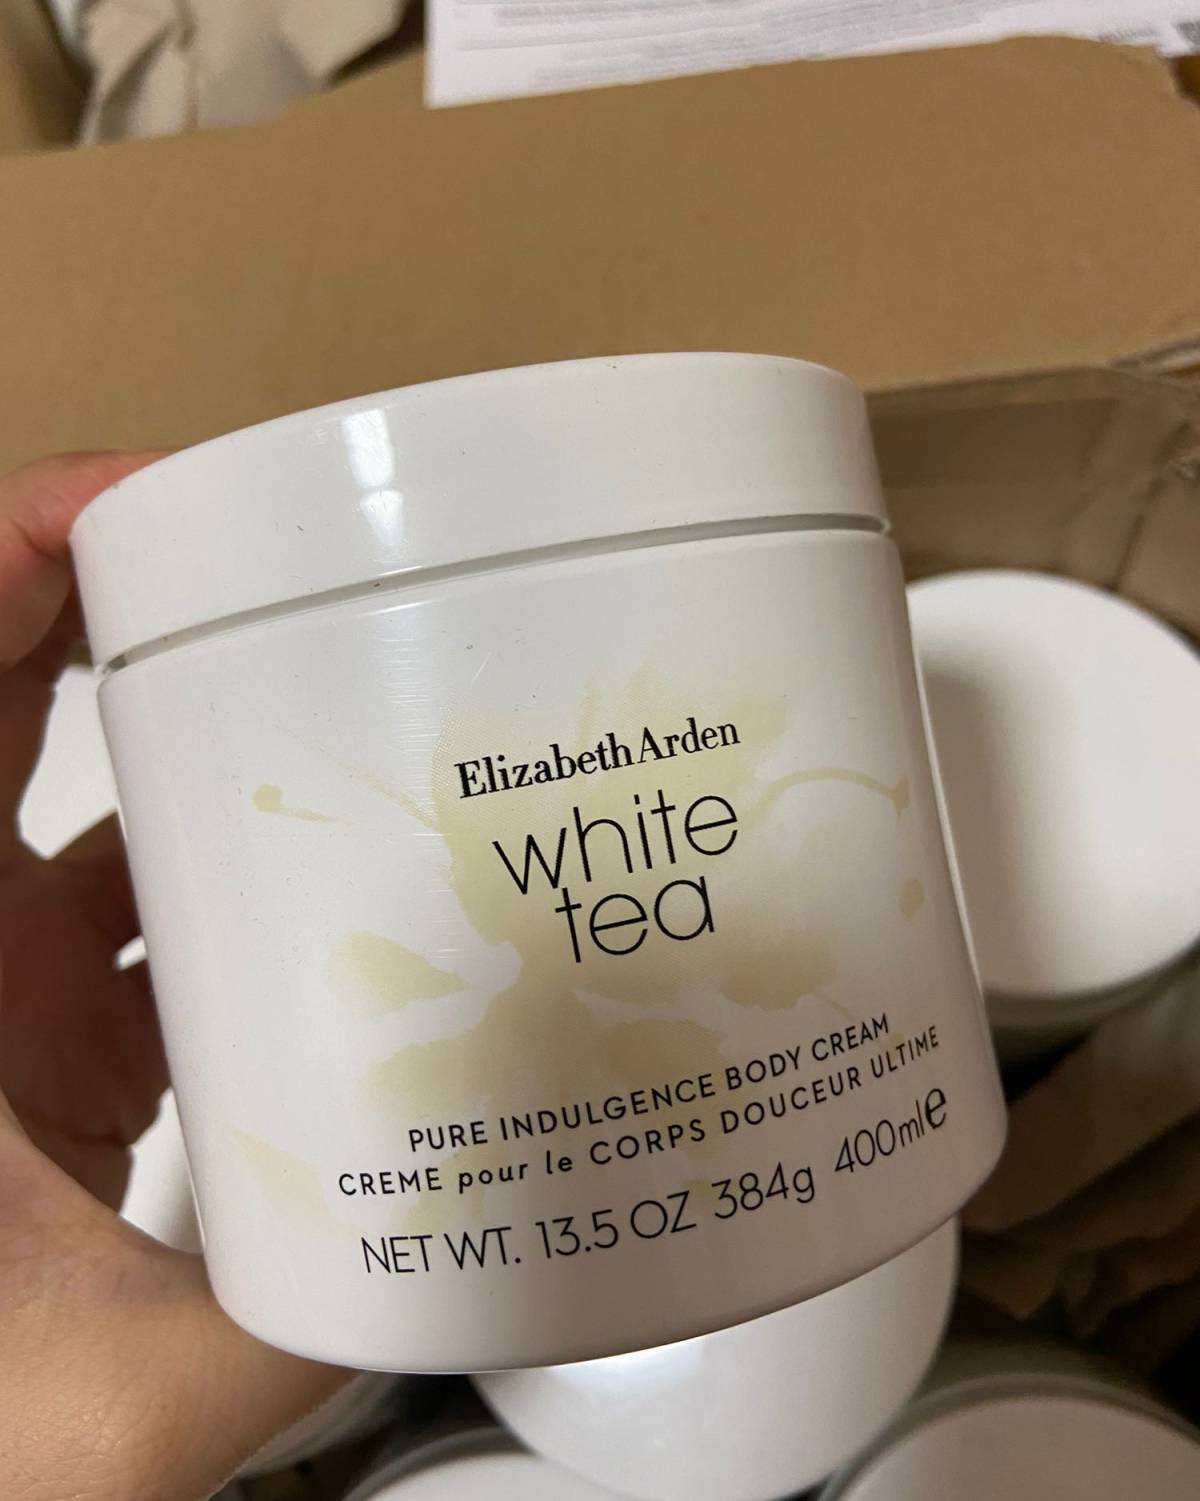 Elizabeth Arden
white
tea
PURE INDULGENCE BODY CREAM
CREME pour le CORPS DOUCEUR ULTIME
NET WT. 13.5 OZ 384g 400ml e